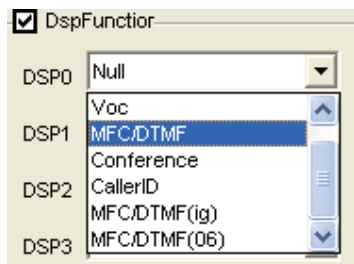 DspFunctior
DSP0 Null
Voc
DSP1 MFC/DTMF
Conference
DSP2 CallerID
MFC/DTMF(ig)
DSP3 MFC/DTMF(06)